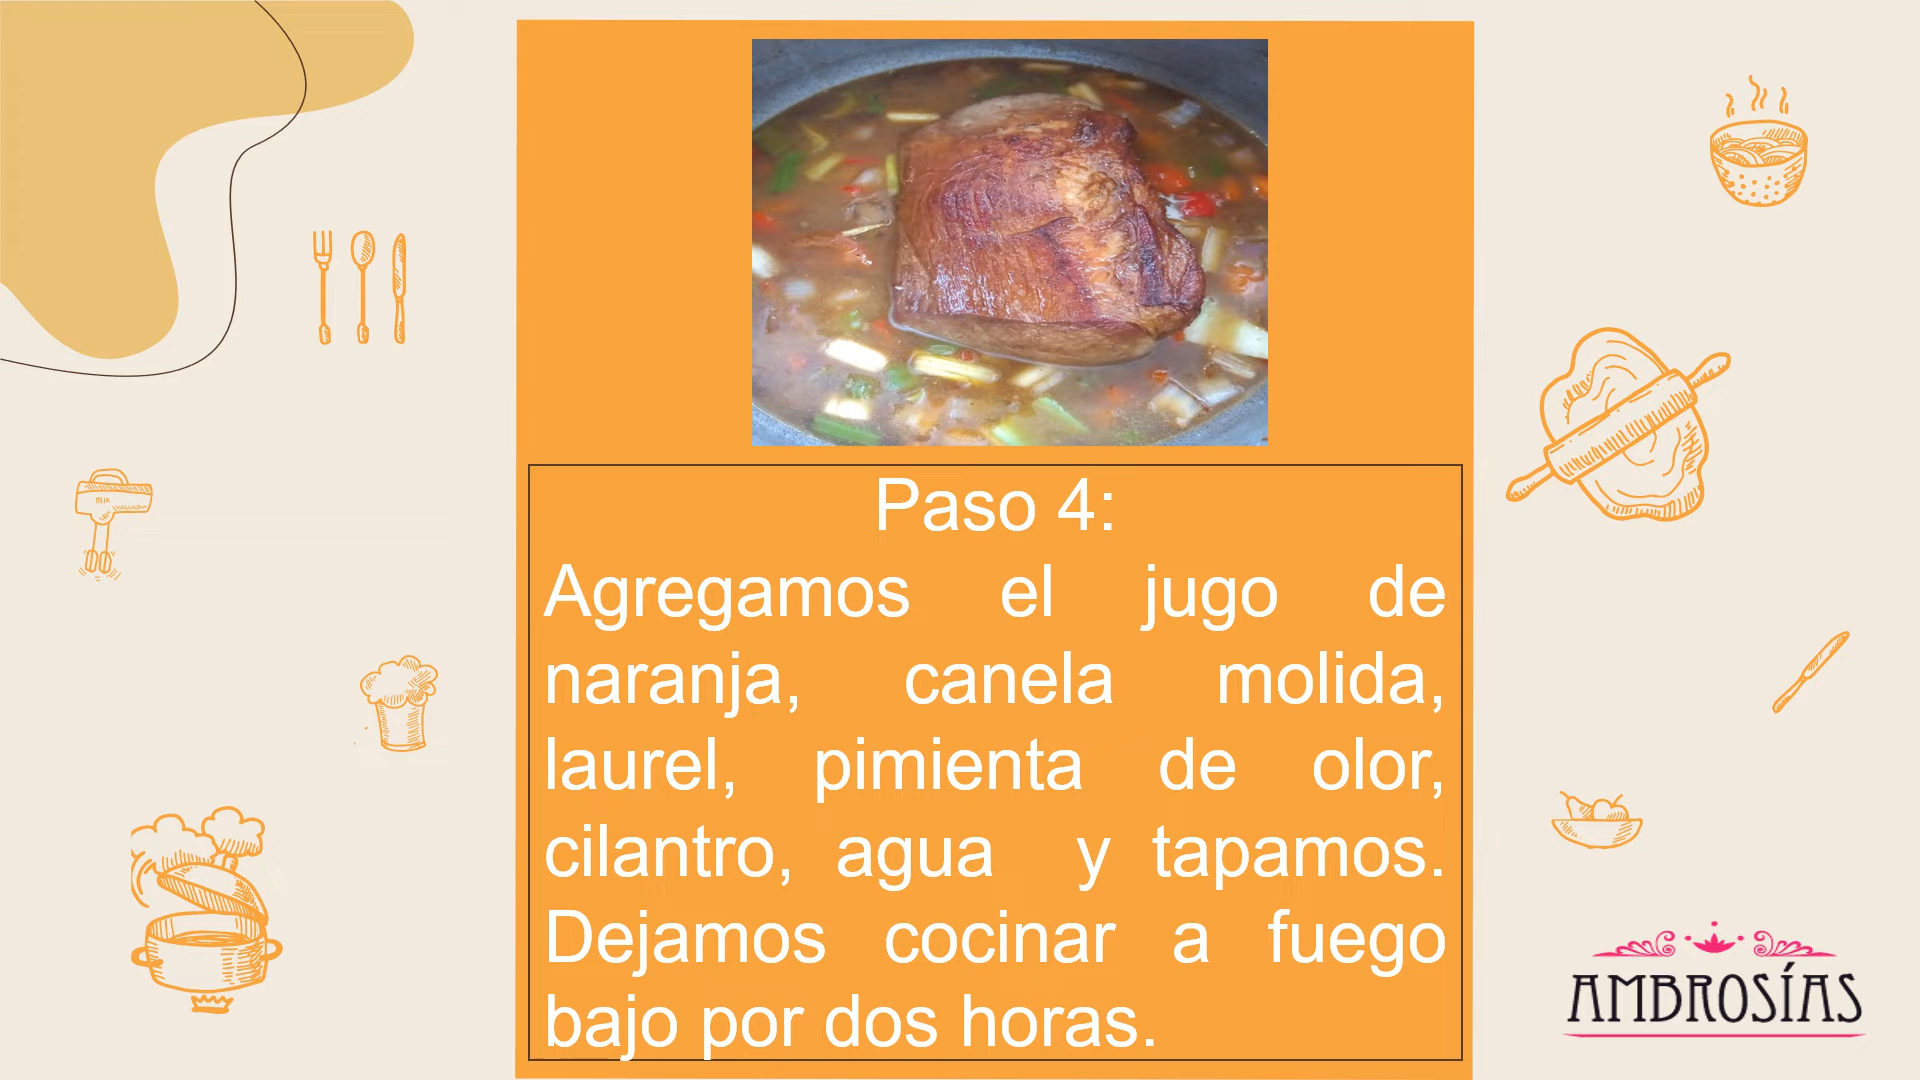 Paso 4:
Agregamos el jugo de
naranja, canela molida,
laurel, pimienta de olor,
cilantro, agua y tapamos.
Dejamos cocinar a fuego
bajo por dos horas.
mix
AMBROSÍAS